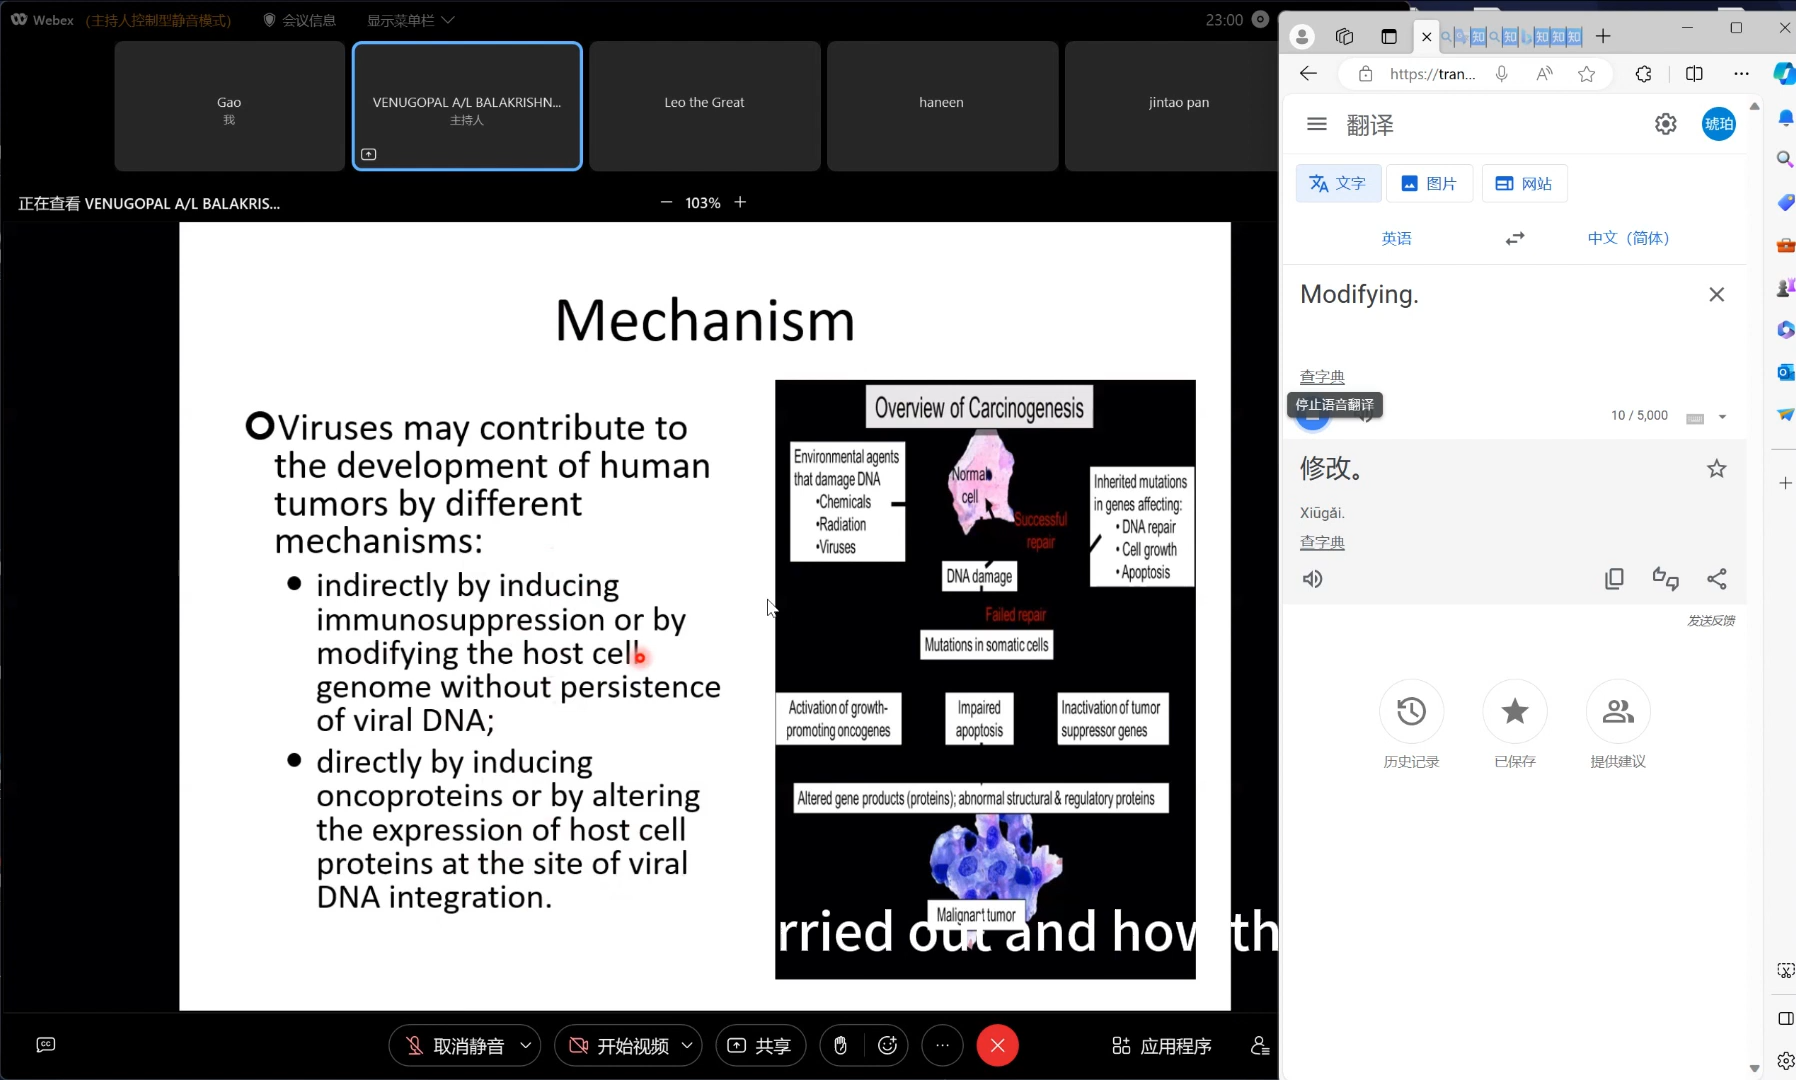 Webex
(主持人控制型静音模式)
会议信息
显示菜单栏
23:00
Gao
我
VENUGOPAL A/L BALAKRISHN...
主持人
Leo the Great
haneen
jintao pan
正在查看 VENUGOPAL A/L BALAKRIS...
103%
Mechanism
Viruses may contribute to
the development of human
tumors by different
mechanisms:
• indirectly by inducing
immunosuppression or by
modifying the host cell
genome without persistence
of viral DNA;
• directly by inducing
oncoproteins or by altering
the expression of host cell
proteins at the site of viral
DNA integration.
Overview of Carcinogenesis
Environmental agents
that damage DNA
•Chemicals
•Radiation
•Viruses
Normal
cell
Successful
repair
Inherited mutations
in genes affecting:
• DNA repair
• Cell growth
• Apoptosis
DNA damage
Failed repair
Mutations in somatic cells
Activation of growth-
promoting oncogenes
Impaired
apoptosis
Inactivation of tumor
suppressor genes
Altered gene products (proteins); abnormal structural & regulatory proteins
Malignant tumor
rried out and how th
CC
取消静音
开始视频
共享
应用程序
知 知 知 知 知
https://tran...
翻译
琥珀
文字
图片
网站
英语
中文（简体）
Modifying.
查字典
停止语音翻译
10 / 5,000
修改。
Xiūgǎi.
查字典
发送反馈
历史记录
已保存
提供建议